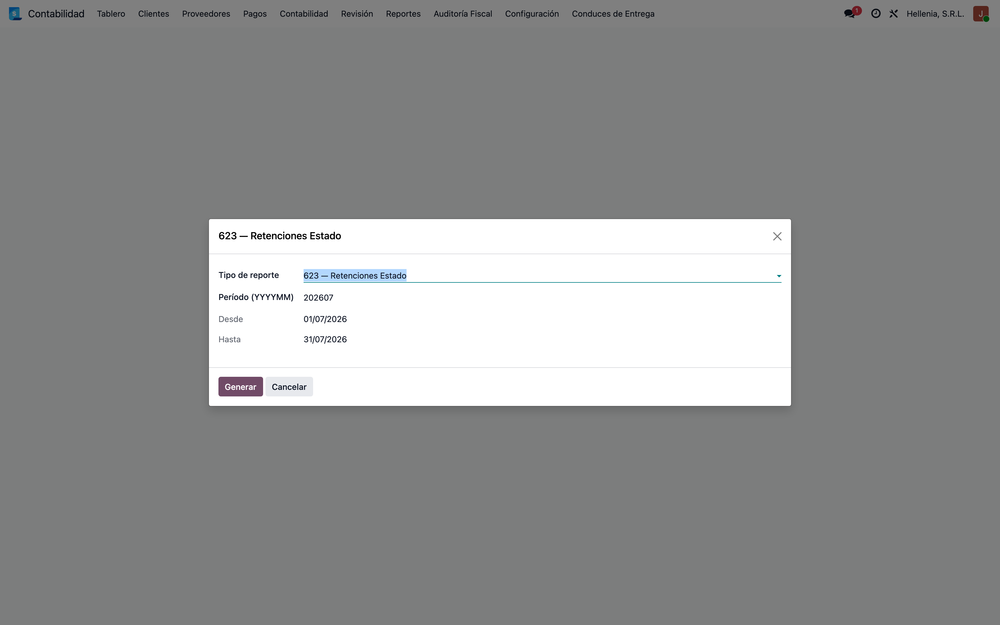 $ Contabilidad Tablero Clientes Proveedores Pagos Contabilidad Revisión Reportes Auditoría Fiscal Configuración Conduces de Entrega 1 Hellenia, S.R.L. J
623 — Retenciones Estado
Tipo de reporte 623 — Retenciones Estado
Período (YYYYMM) 202607
Desde 01/07/2026
Hasta 31/07/2026
Generar Cancelar